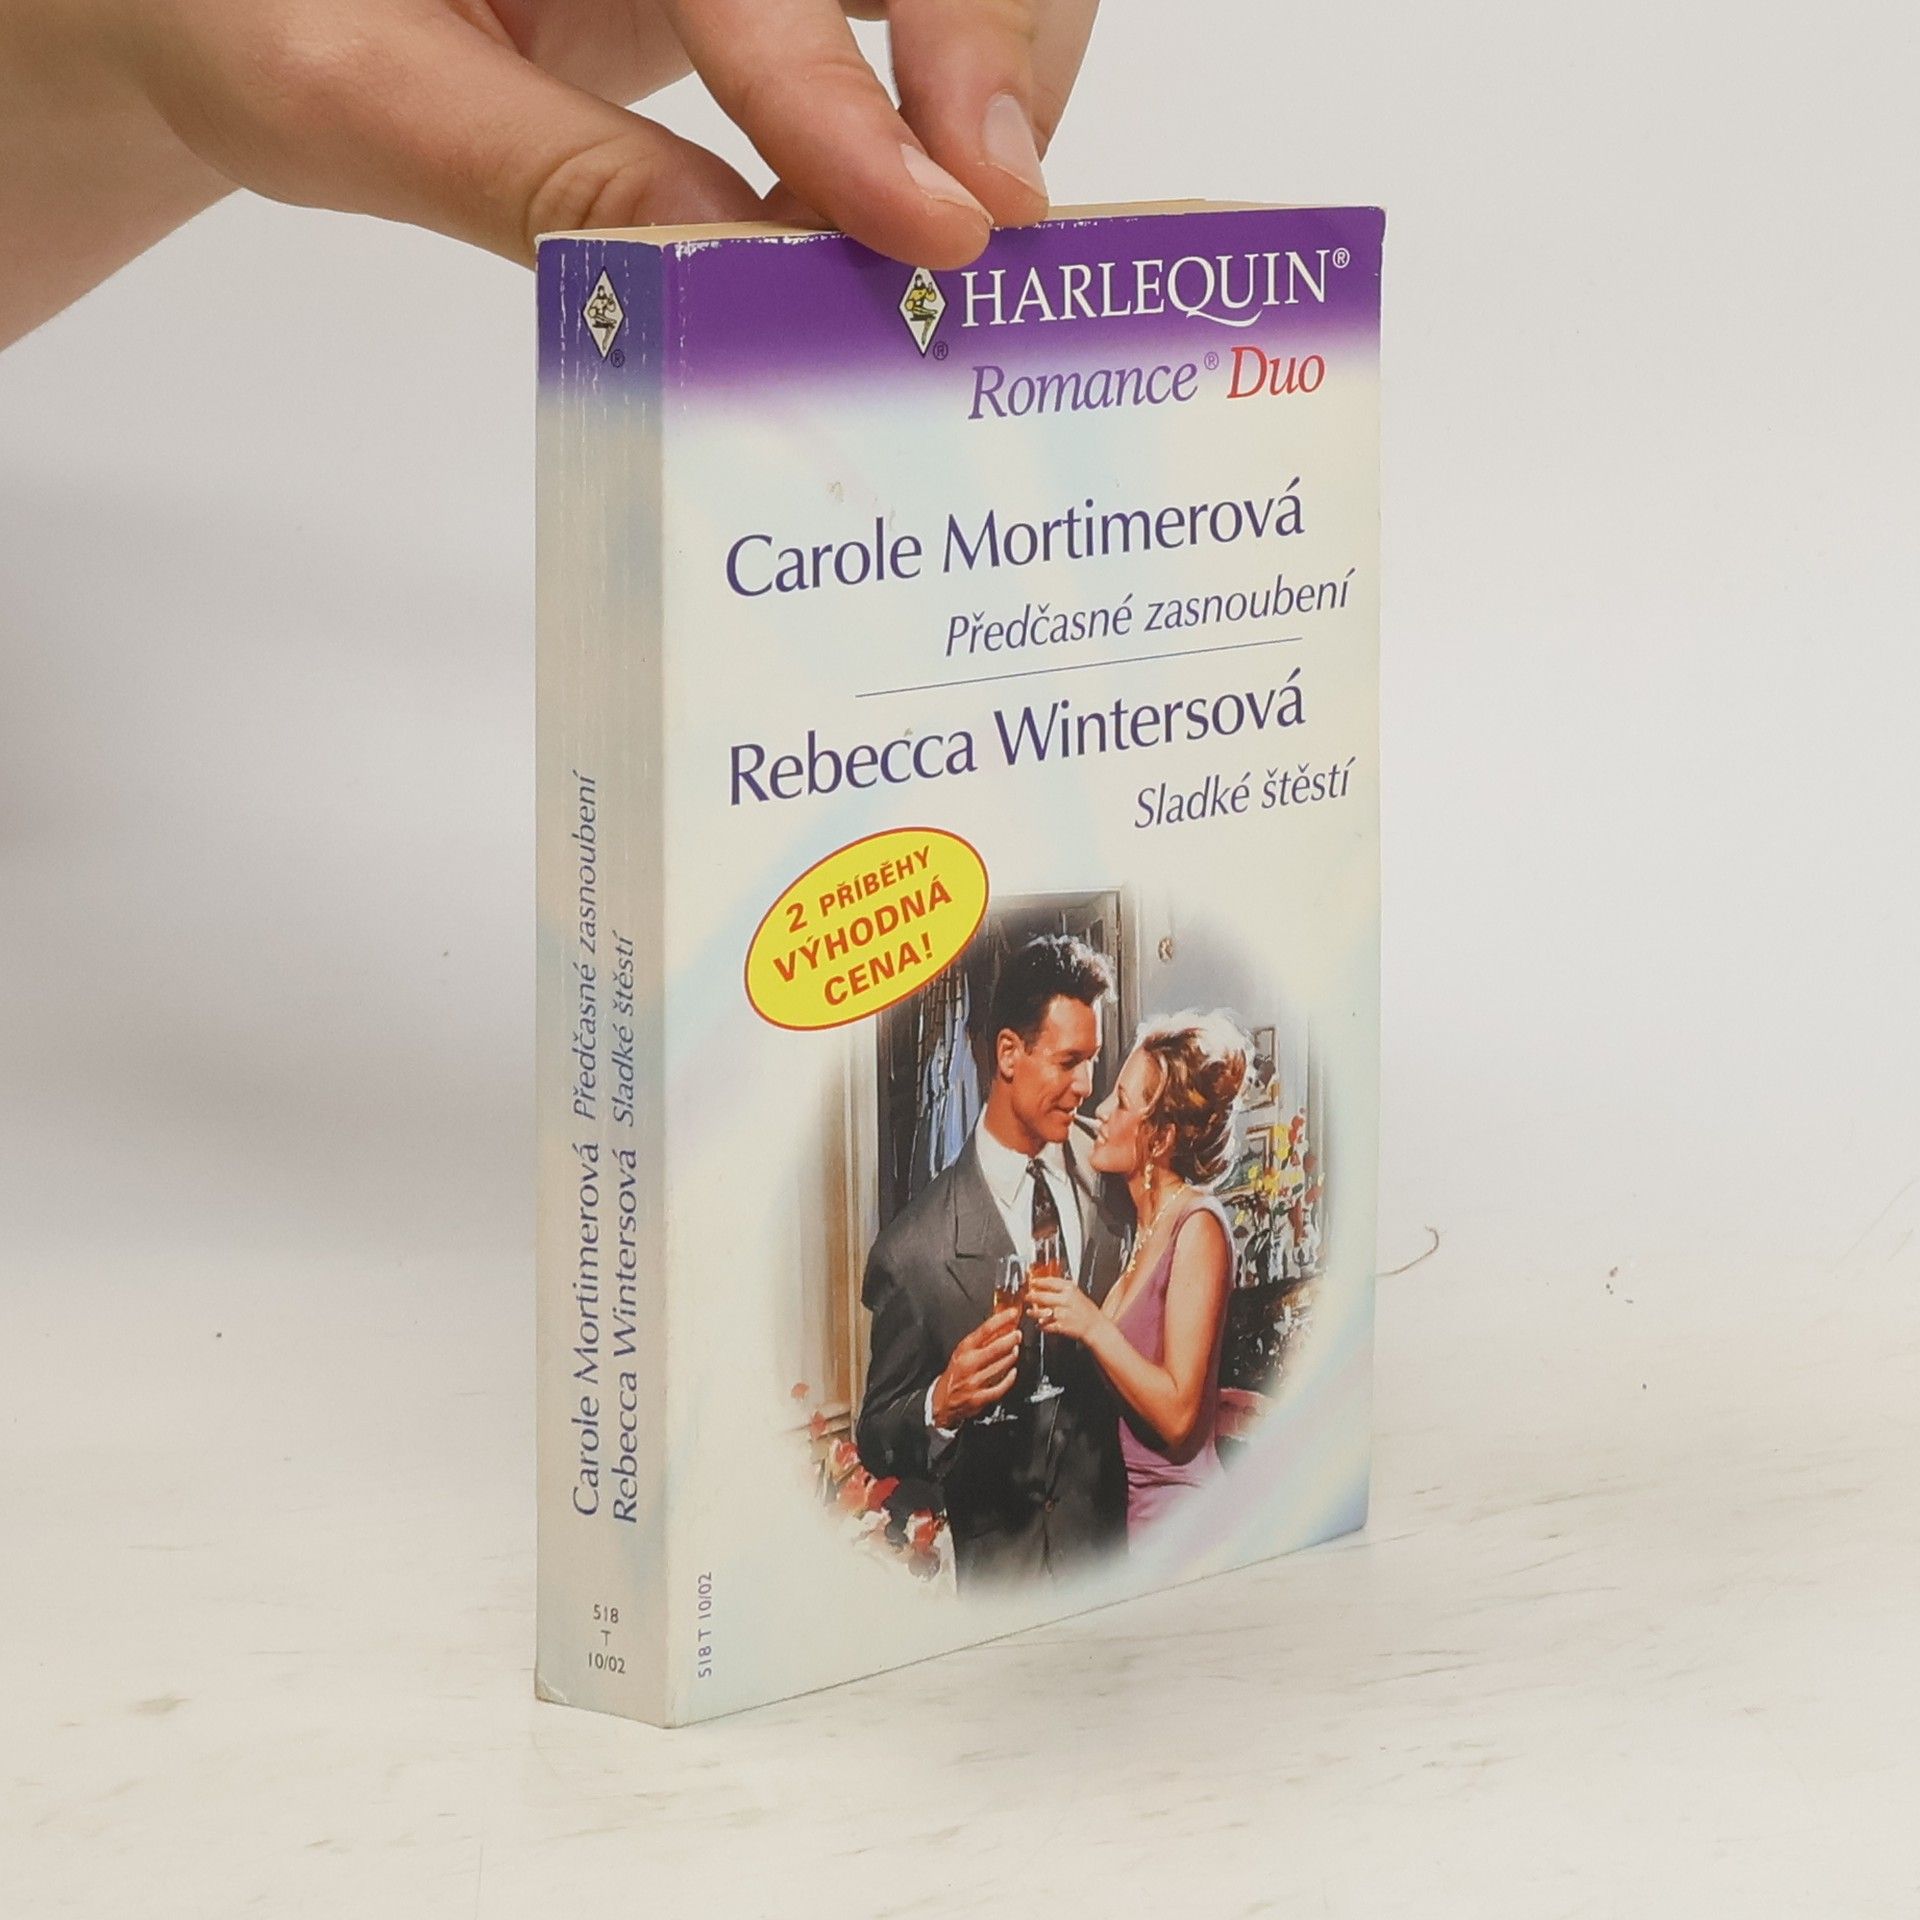 HARLEQUIN®
Romance® Duo
Carole Mortimerová
Předčasné zasnoubení
Rebecca Wintersová
Sladké štěstí
2 PŘÍBĚHY
VÝHODNÁ
CENA!
518 T 10/02
®
®
Carole Mortimerová Předčasné zasnoubení
Rebecca Wintersová Sladké štěstí
518
T
10/02